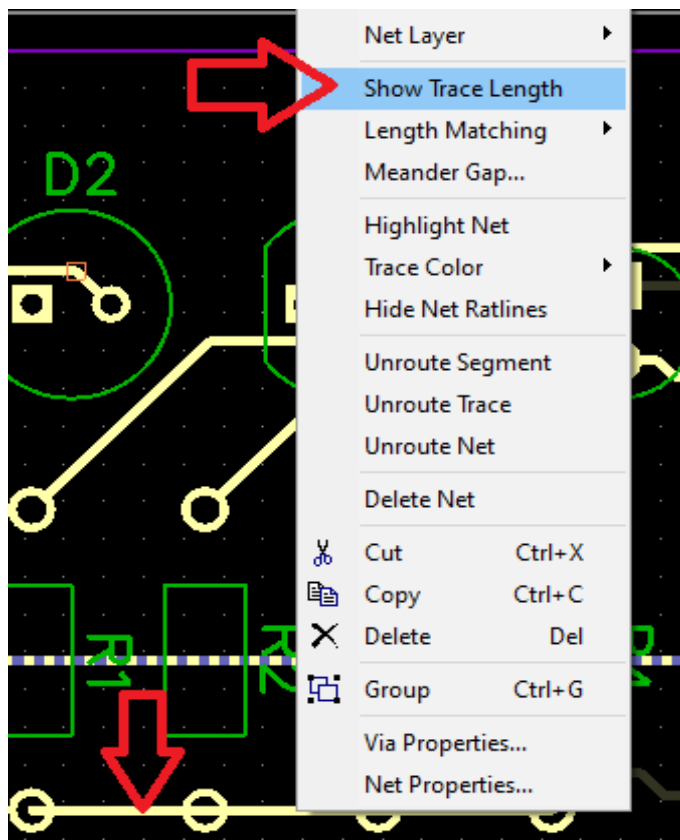 Net Layer
Show Trace Length
Length Matching
Meander Gap...
Highlight Net
Trace Color
Hide Net Ratlines
Unroute Segment
Unroute Trace
Unroute Net
Delete Net
Cut Ctrl+X
Copy Ctrl+C
Delete Del
Group Ctrl+G
Via Properties...
Net Properties...
D2
R1
R2